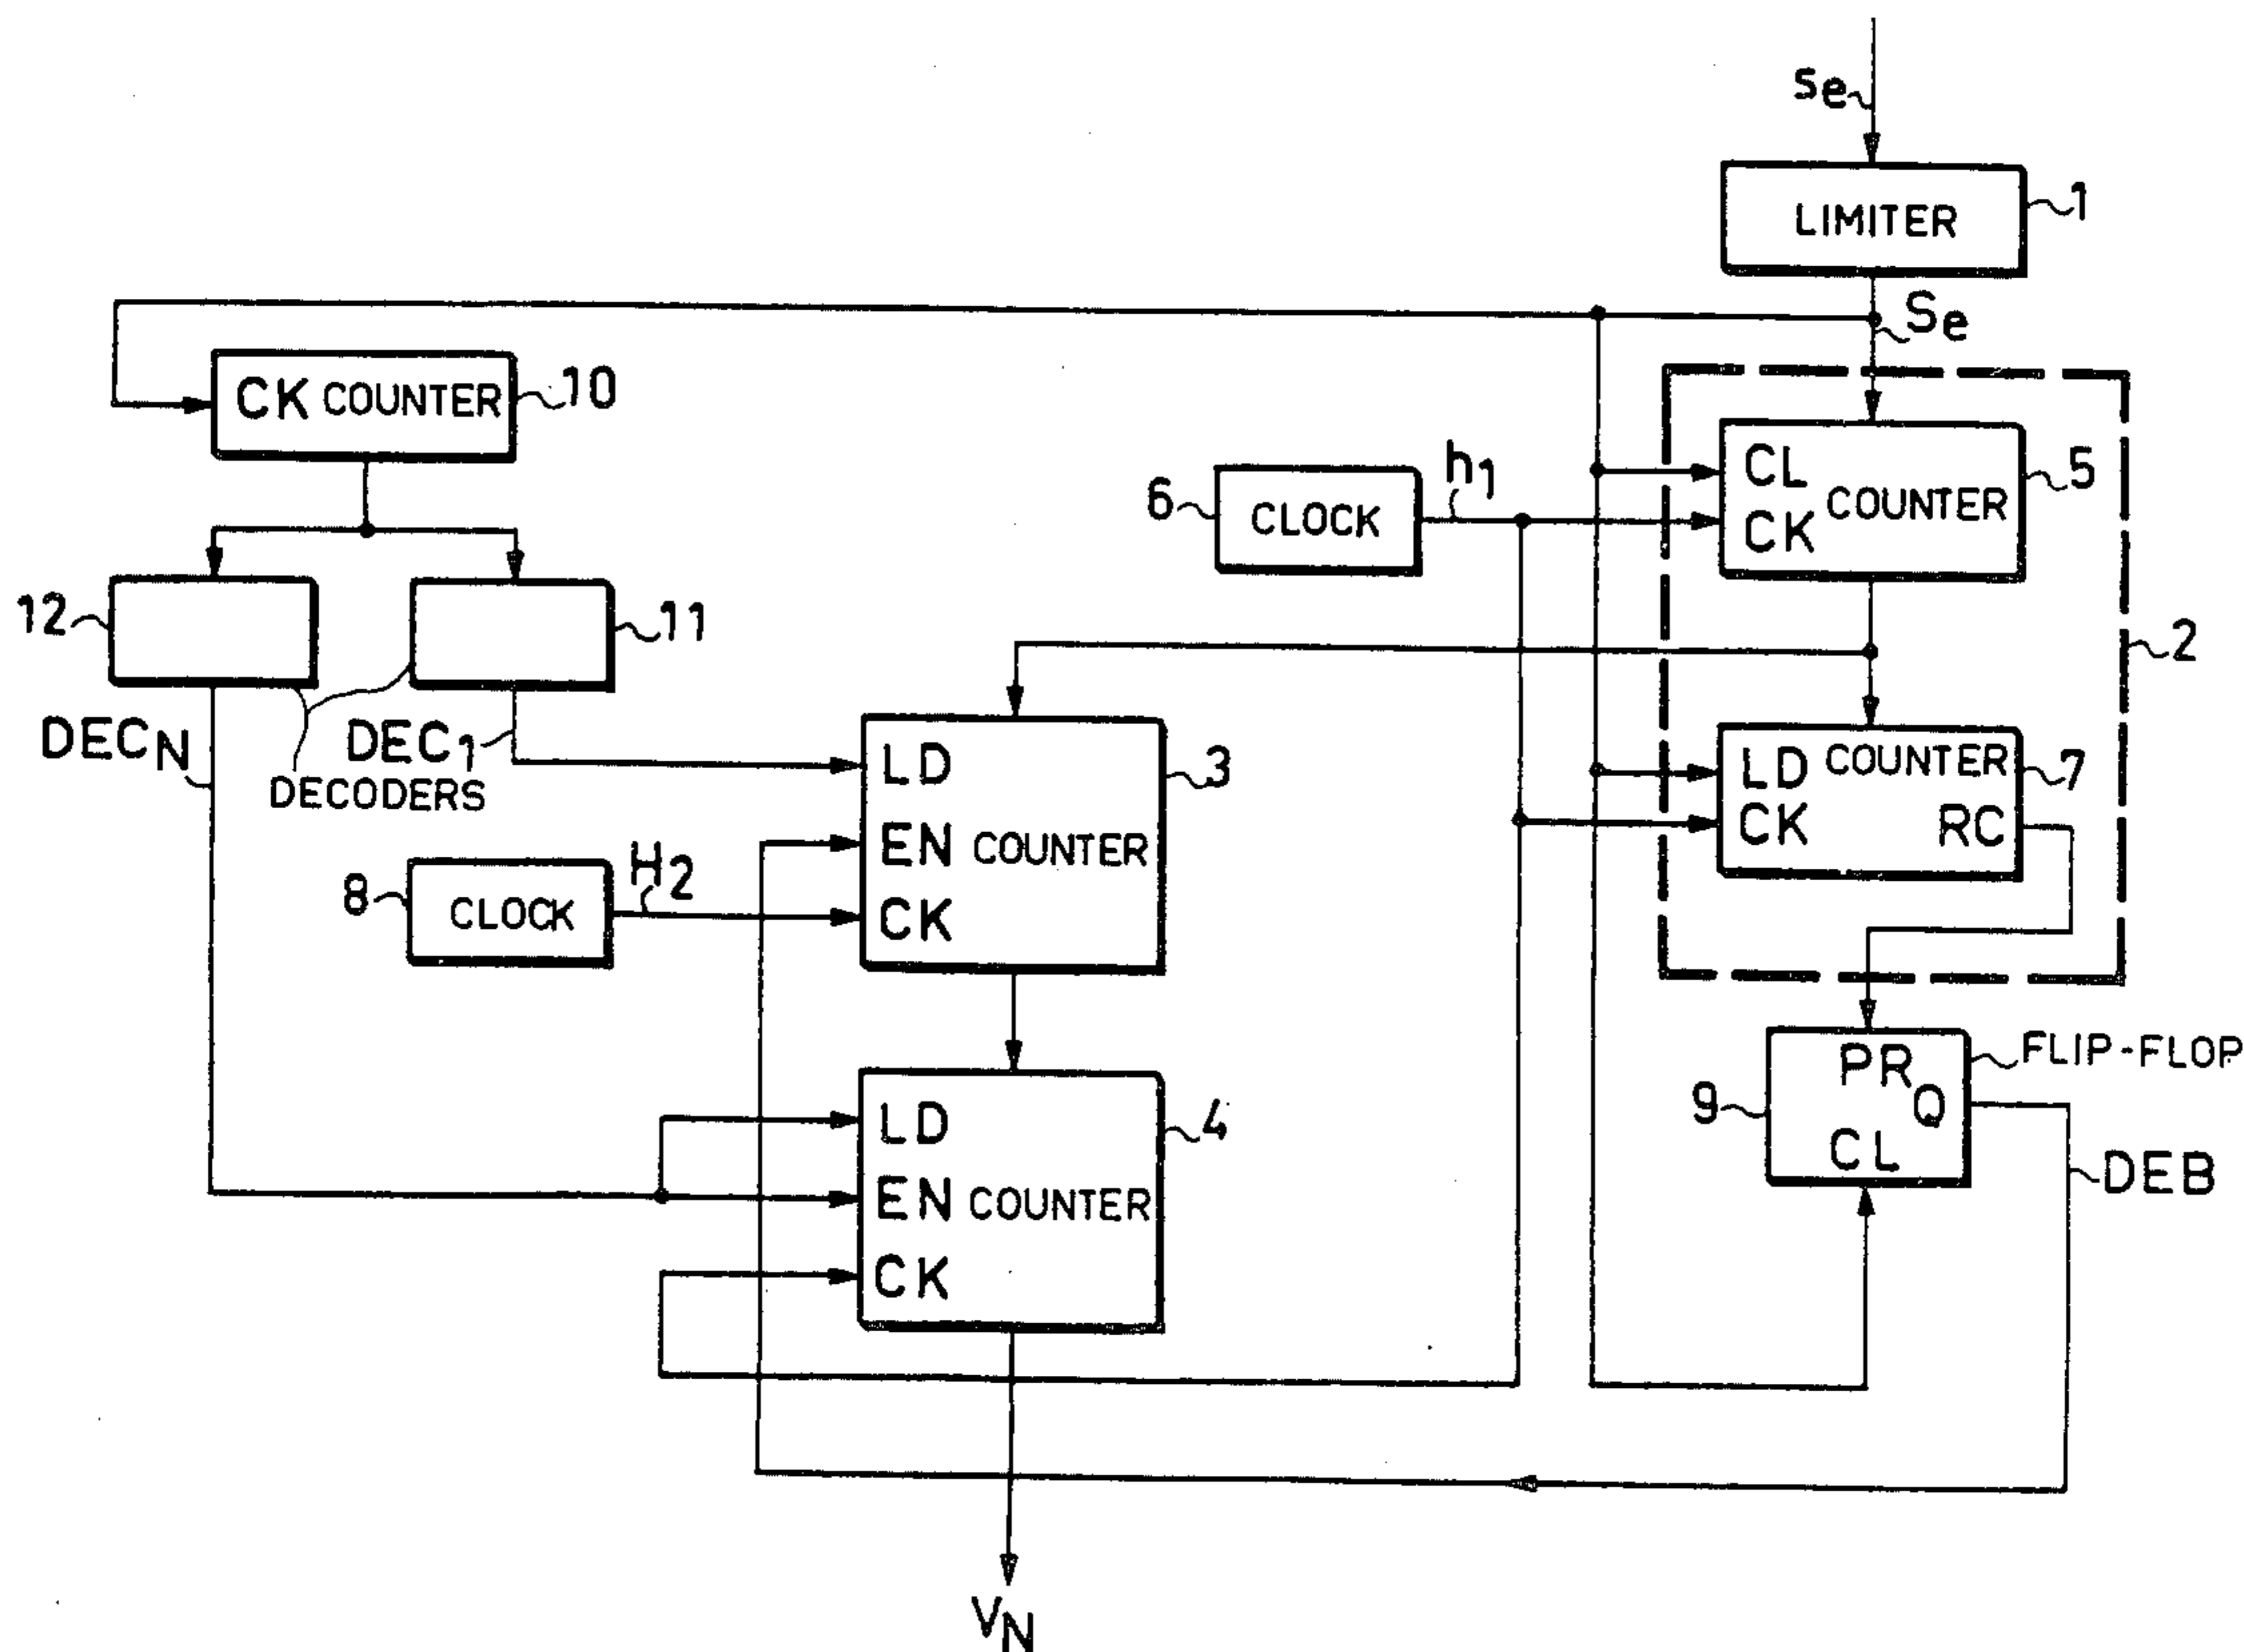 se
LIMITER
1
Se
CK COUNTER
10
h1
6
CLOCK
CL
CK
COUNTER
5
12
11
2
DECN
DEC1
DECODERS
LD
EN COUNTER
CK
3
LD COUNTER
CK
RC
7
8
CLOCK
H2
LD
EN COUNTER
CK
4
PR
Q
CL
9
FLIP-FLOP
DEB
VN